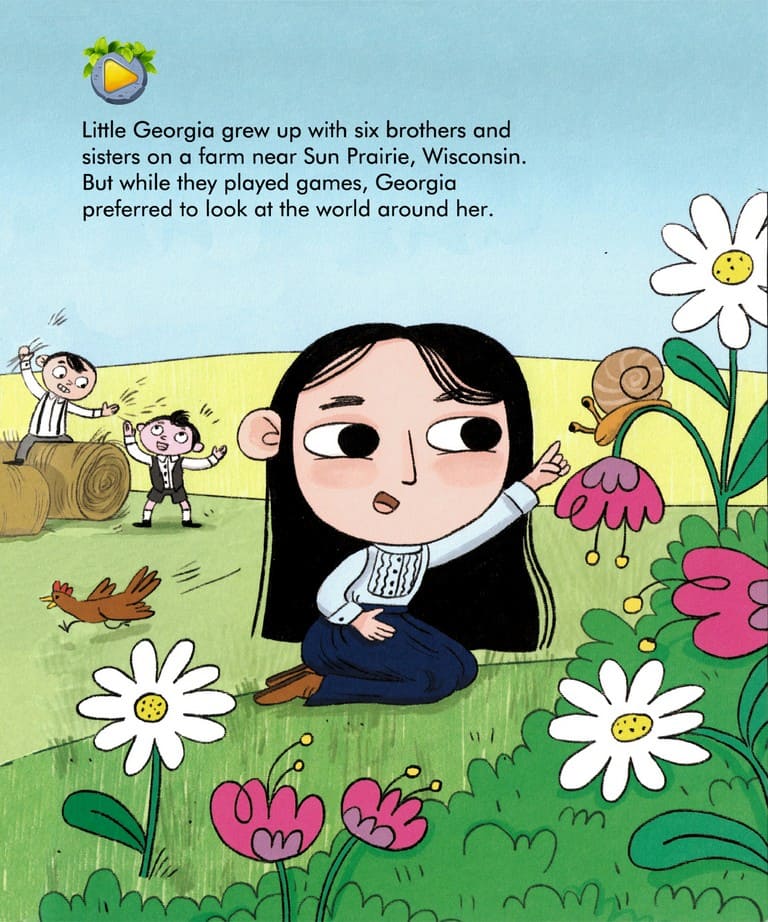 Little Georgia grew up with six brothers and
sisters on a farm near Sun Prairie, Wisconsin.
But while they played games, Georgia
preferred to look at the world around her.